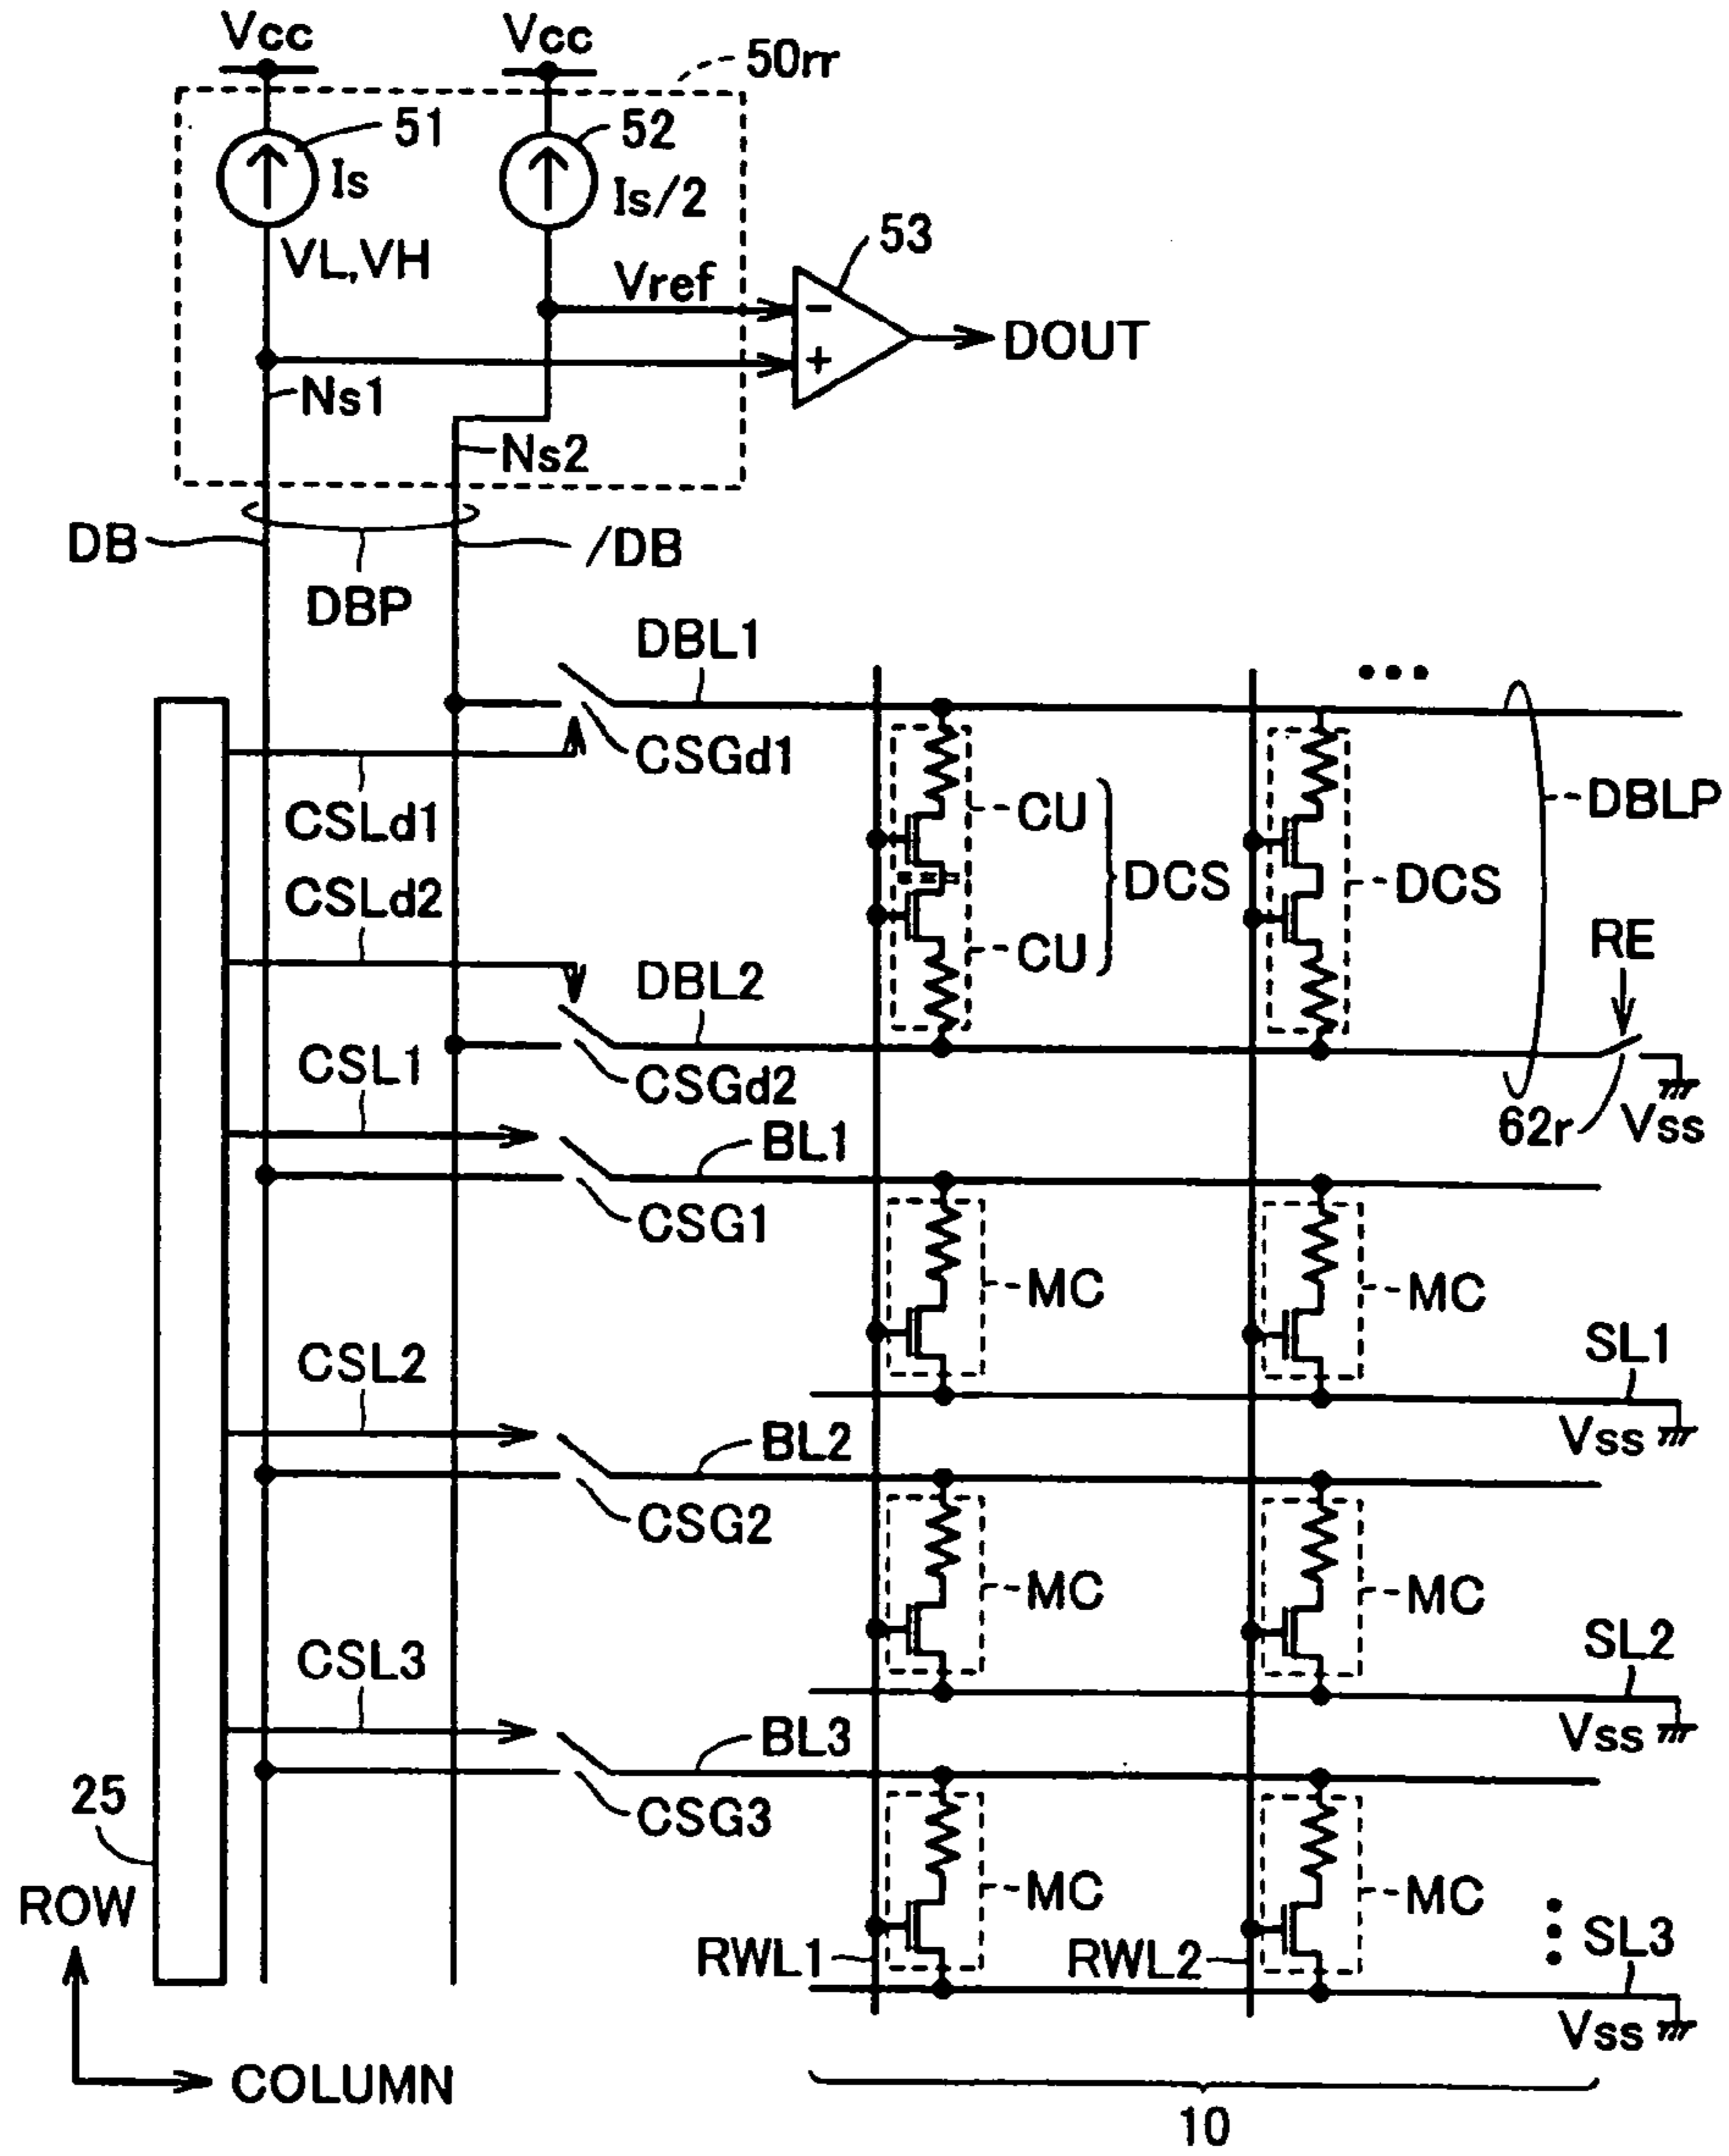 Vcc
Vcc
50rr
51
52
Is
Is/2
53
VL,VH
Vref
−
DOUT
+
Ns1
Ns2
DB
/DB
DBP
DBL1
CSGd1
CSLd1
CU
DBLP
DCS
DCS
CSLd2
RE
CU
DBL2
CSL1
CSGd2
62r
Vss
BL1
CSG1
MC
MC
SL1
CSL2
BL2
Vss
CSG2
MC
MC
SL2
CSL3
BL3
Vss
25
CSG3
MC
MC
ROW
SL3
RWL1
RWL2
Vss
COLUMN
10